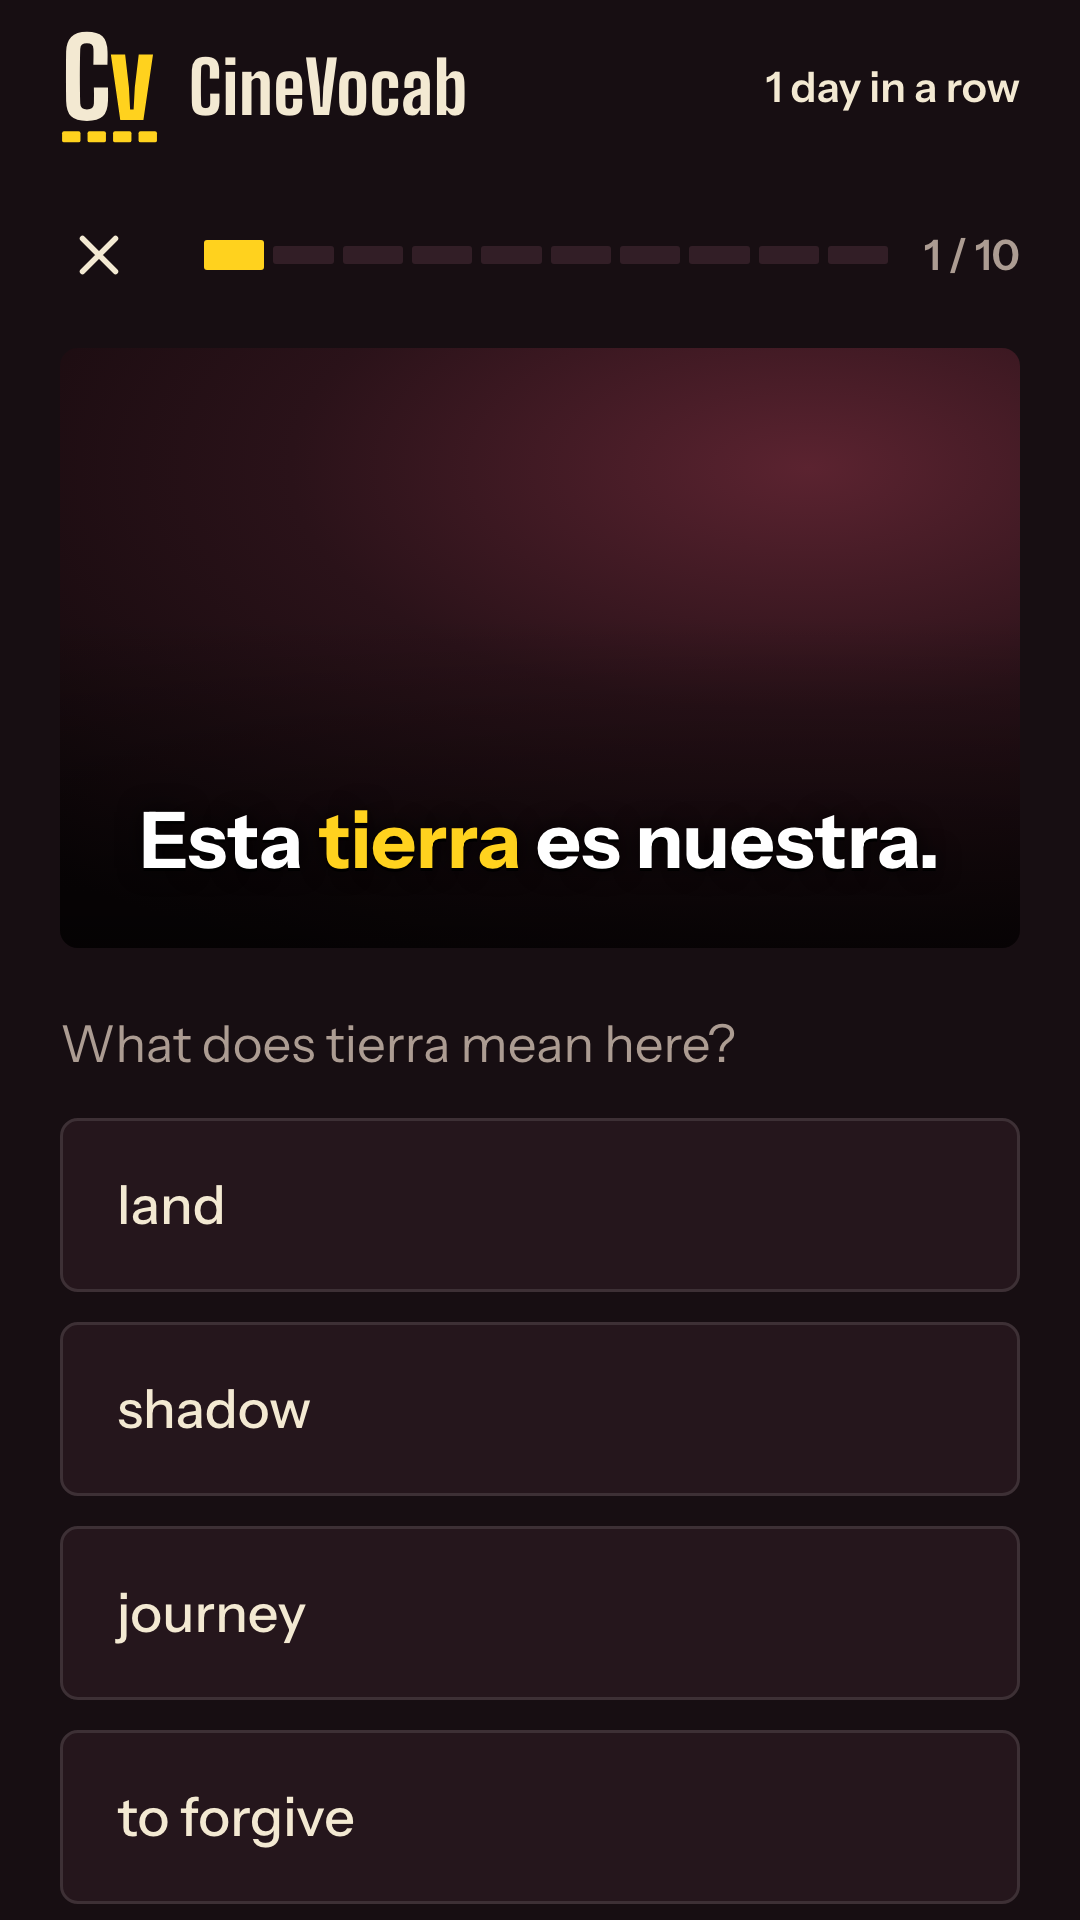 Cv CineVocab 1 day in a row
1 / 10
Esta tierra es nuestra.
What does tierra mean here?
land
shadow
journey
to forgive